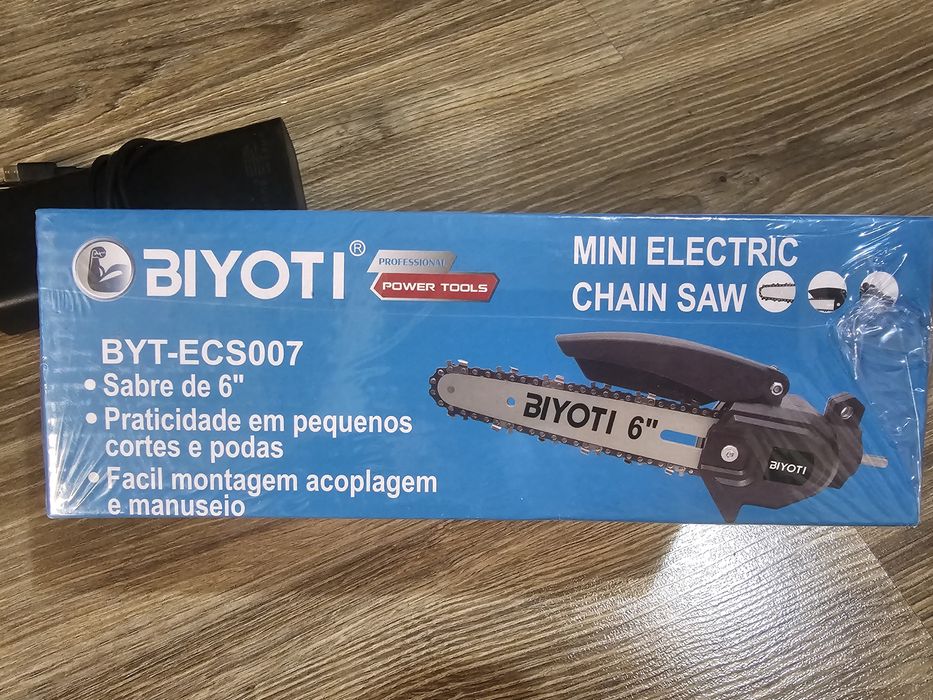 BIYOTI®
PROFESSIONAL
POWER TOOLS
MINI ELECTRIC
CHAIN SAW
BYT-ECS007
• Sabre de 6"
• Praticidade em pequenos
cortes e podas
• Facil montagem acoplagem
e manuseio
BIYOTI 6"
BIYOTI